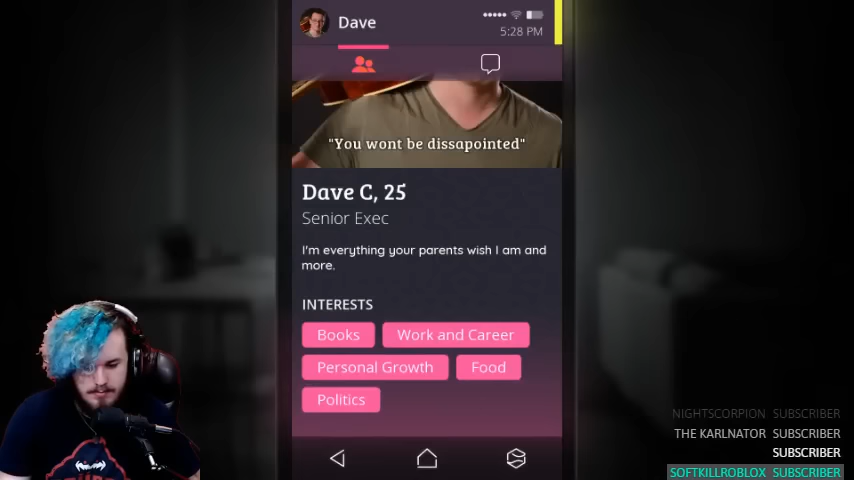 Dave
5:28 PM
"You wont be dissapointed"
Dave C, 25
Senior Exec
I'm everything your parents wish I am and
more.
INTERESTS
Books
Work and Career
Personal Growth
Food
Politics
NIGHTSCORPION SUBSCRIBER
THE KARLNATOR SUBSCRIBER
SUBSCRIBER
SOFTKILLROBLOX SUBSCRIBER